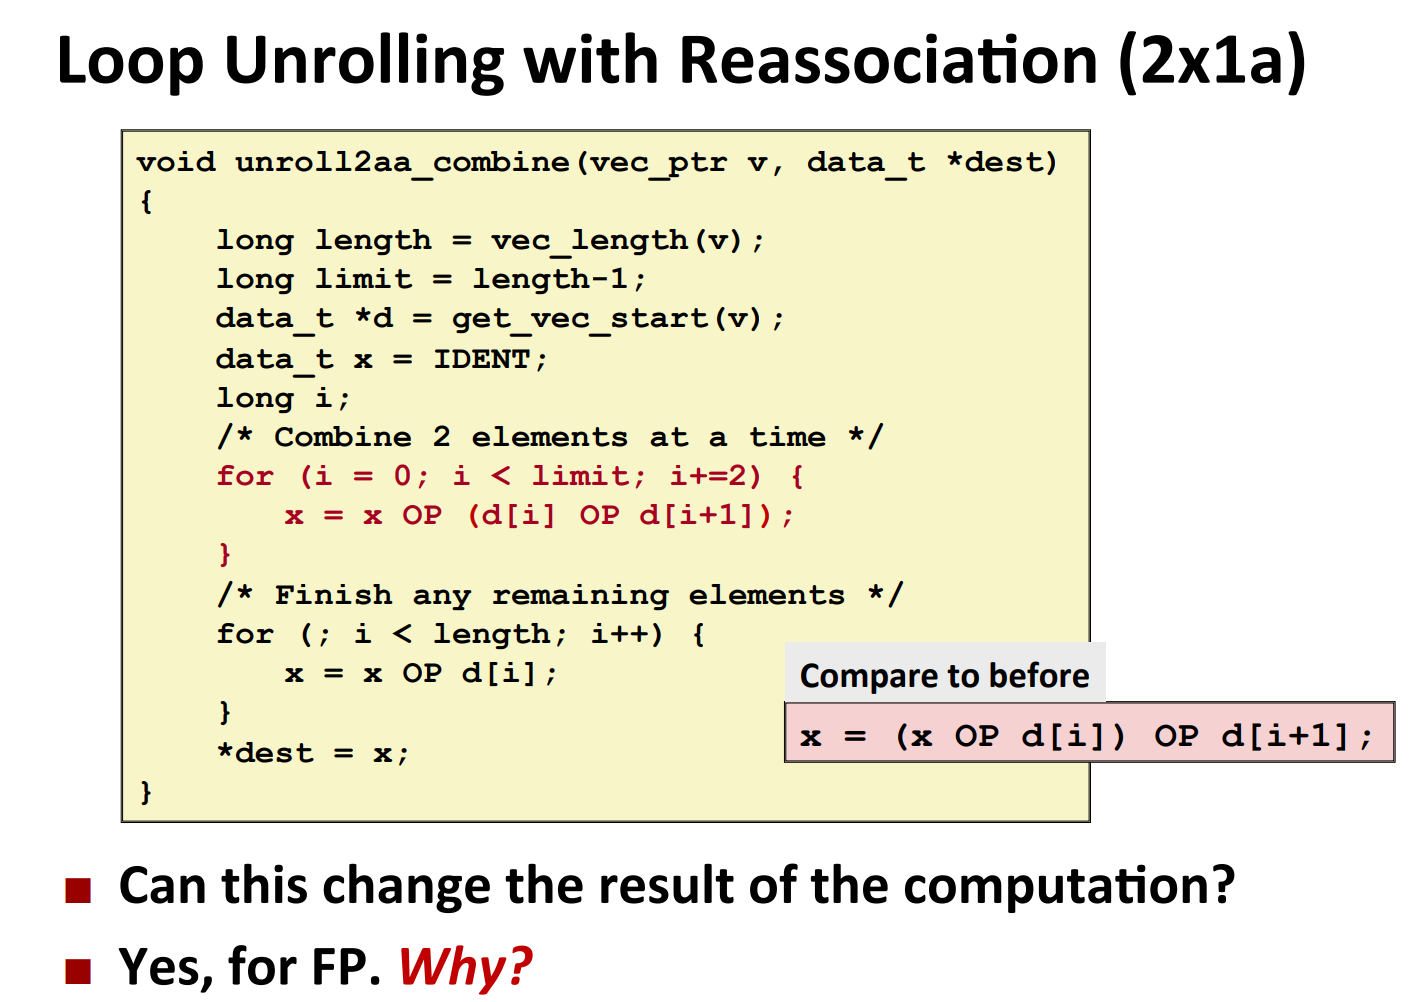 Loop Unrolling with Reassociation (2x1a)
void unroll2aa_combine(vec_ptr v, data_t *dest)
{
    long length = vec_length(v);
    long limit = length-1;
    data_t *d = get_vec_start(v);
    data_t x = IDENT;
    long i;
    /* Combine 2 elements at a time */
    for (i = 0; i < limit; i+=2) {
       x = x OP (d[i] OP d[i+1]);
    }
    /* Finish any remaining elements */
    for (; i < length; i++) {
       x = x OP d[i];
    }
    *dest = x;
}
Compare to before
x = (x OP d[i]) OP d[i+1];
Can this change the result of the computation?
Yes, for FP. Why?